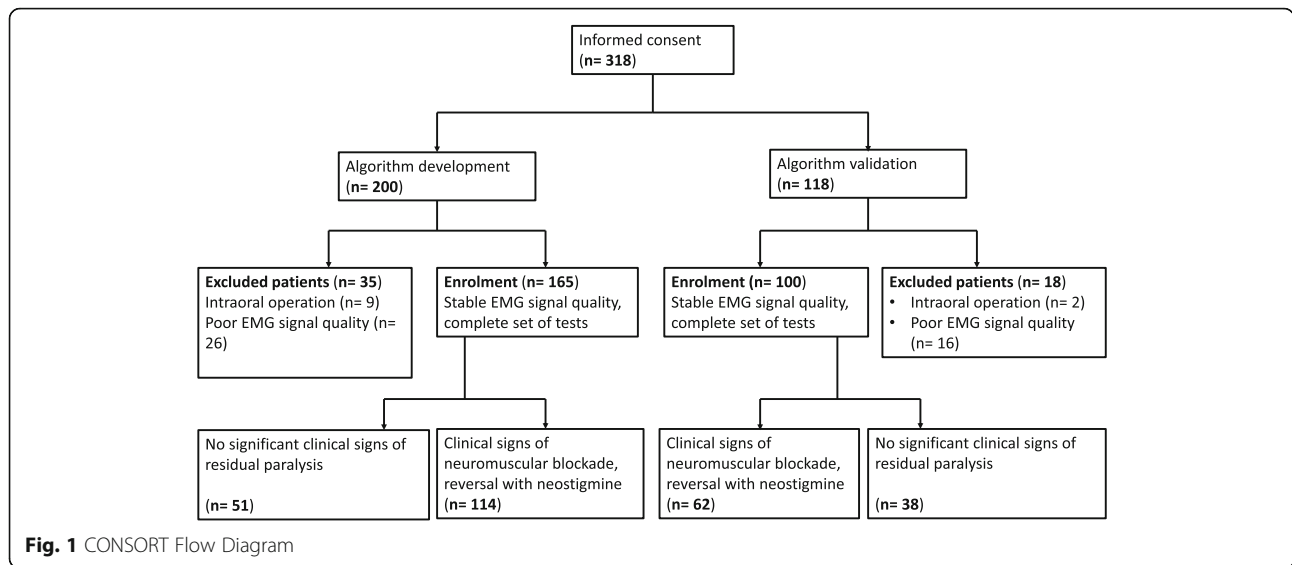 Informed consent
(n= 318)
Algorithm development
(n= 200)
Algorithm validation
(n= 118)
Excluded patients (n= 35)
Intraoral operation (n= 9)
Poor EMG signal quality (n=
26)
Enrolment (n= 165)
Stable EMG signal quality,
complete set of tests
Enrolment (n= 100)
Stable EMG signal quality,
complete set of tests
Excluded patients (n= 18)
• Intraoral operation (n= 2)
• Poor EMG signal quality
(n= 16)
No significant clinical signs of
residual paralysis
(n= 51)
Clinical signs of
neuromuscular blockade,
reversal with neostigmine
(n= 114)
Clinical signs of
neuromuscular blockade,
reversal with neostigmine
(n= 62)
No significant clinical signs of
residual paralysis
(n= 38)
Fig. 1 CONSORT Flow Diagram